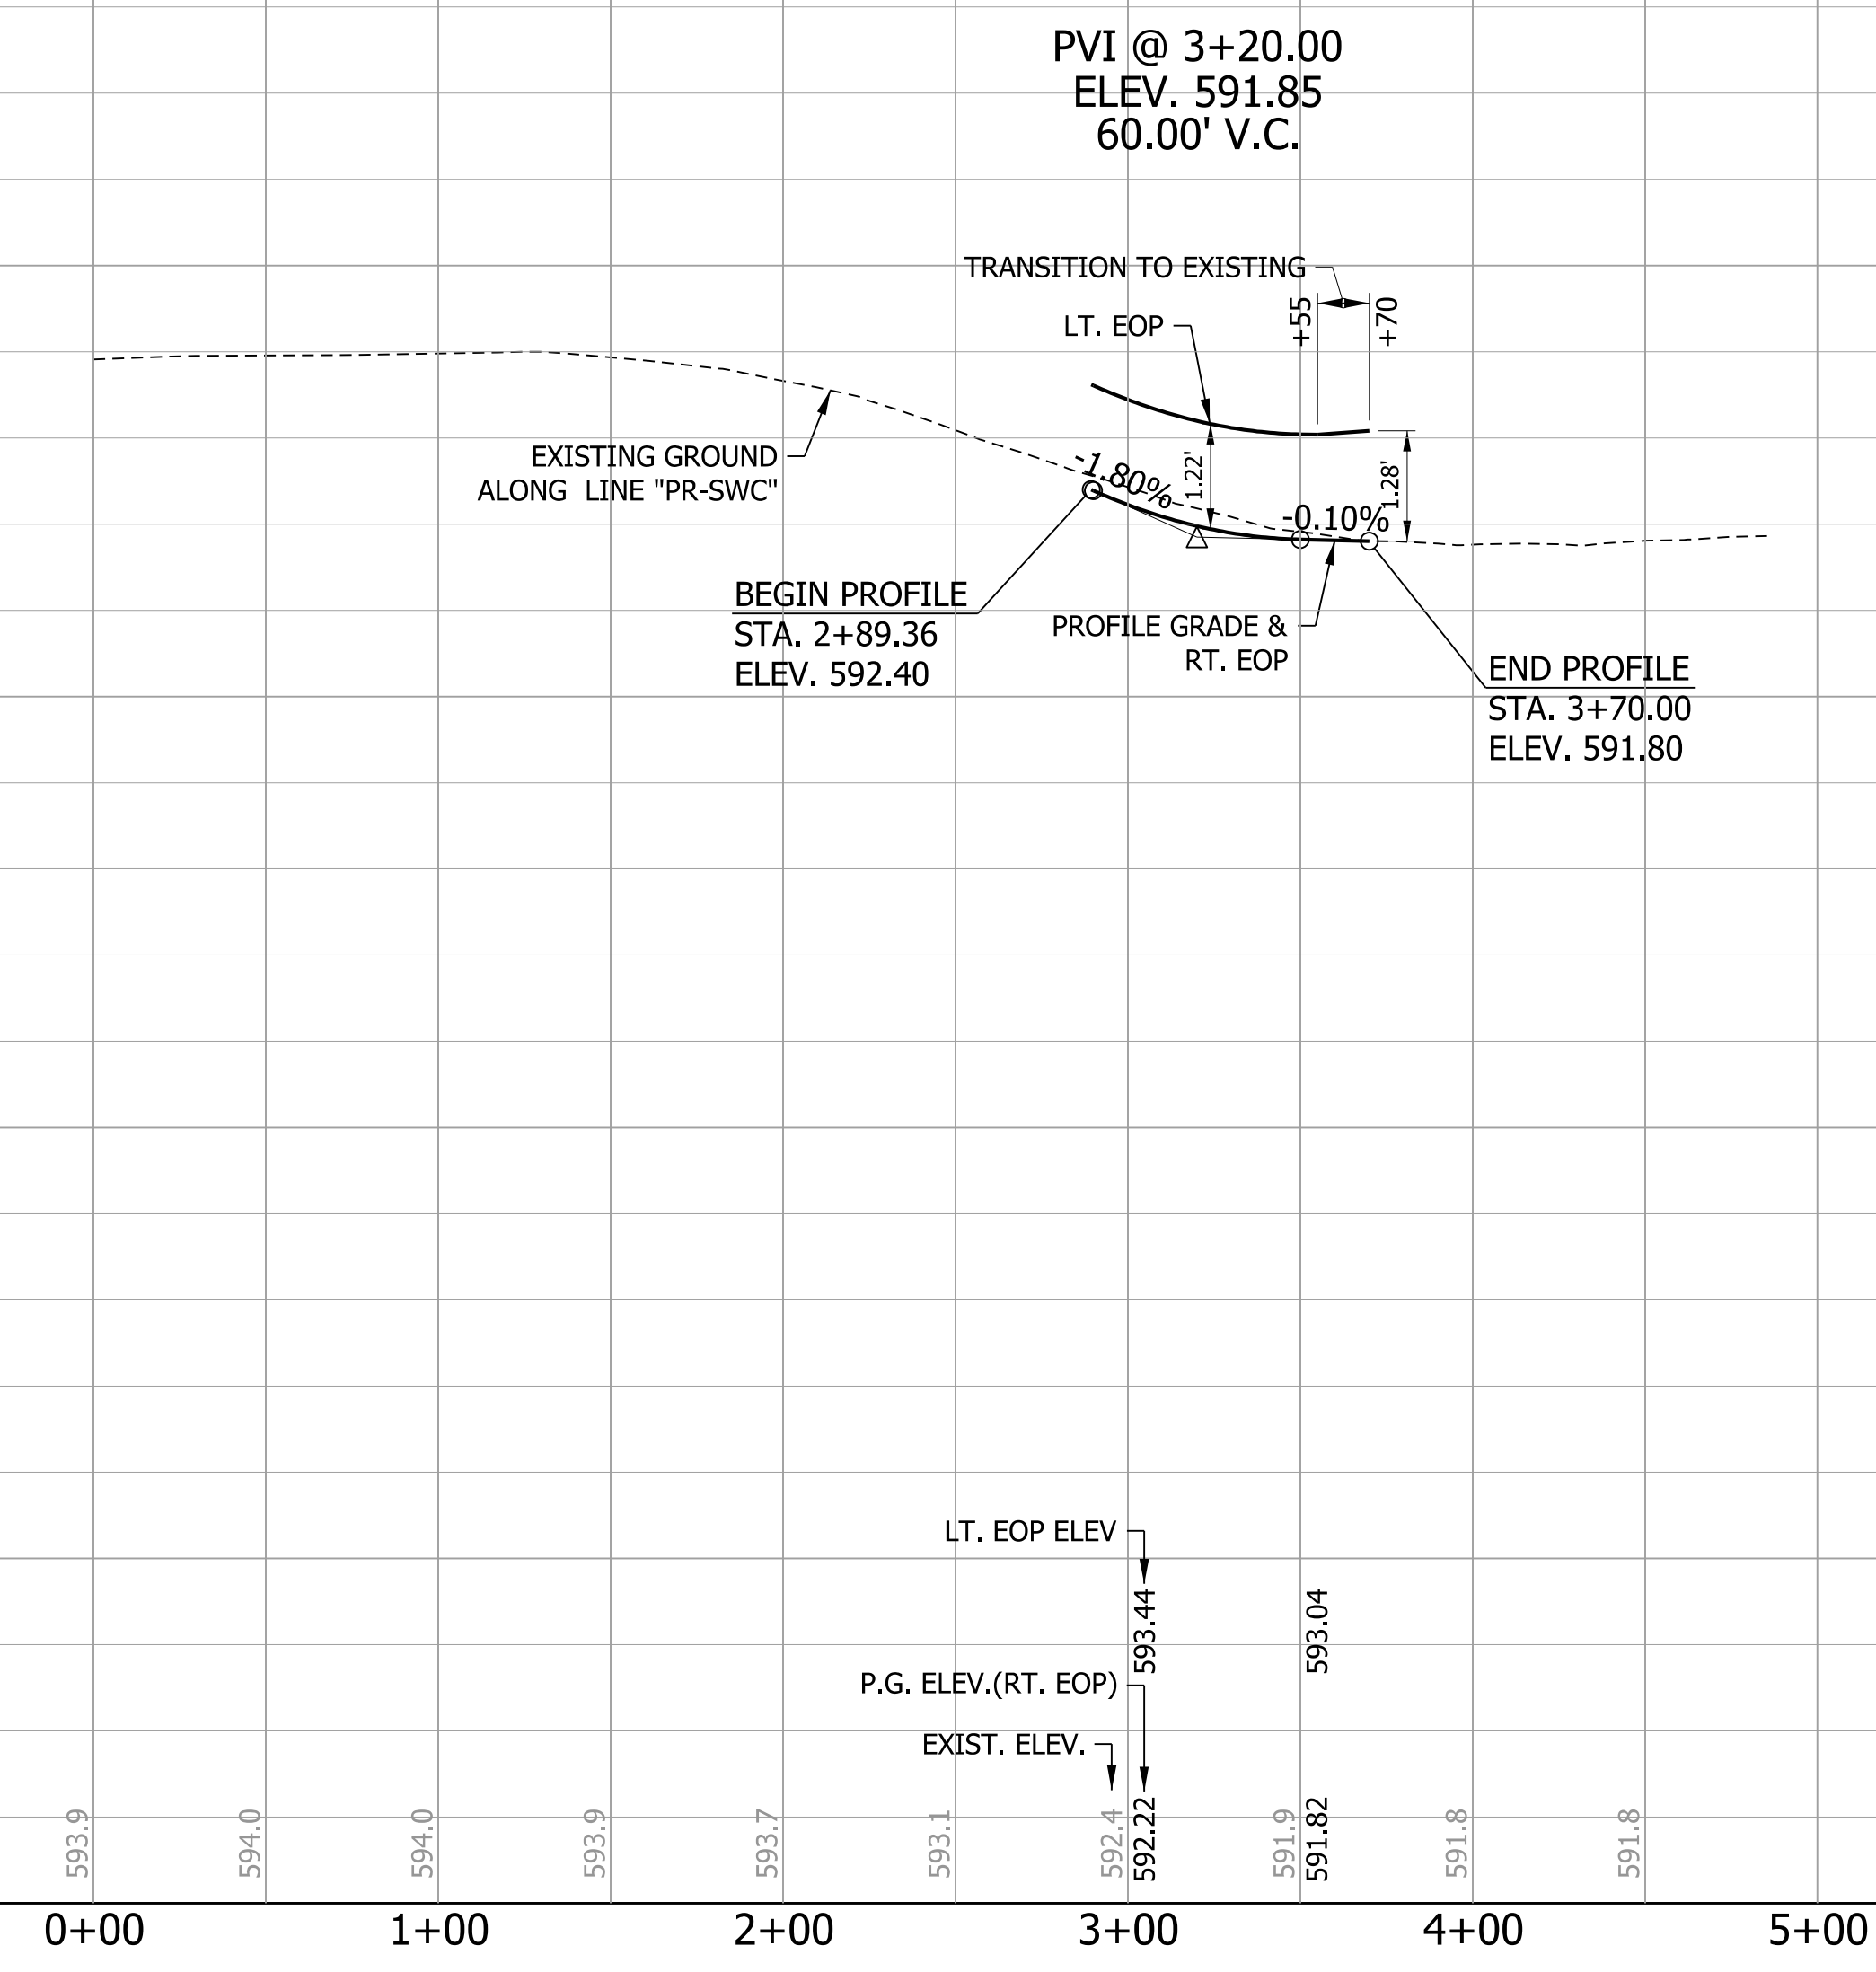 PVI @ 3+20.00
ELEV. 591.85
60.00' V.C.
TRANSITION TO EXISTING
+55
+70
LT. EOP
EXISTING GROUND
ALONG LINE "PR-SWC"
-1.80%
1.22'
-0.10%
1.28'
BEGIN PROFILE
STA. 2+89.36
ELEV. 592.40
PROFILE GRADE &
RT. EOP
END PROFILE
STA. 3+70.00
ELEV. 591.80
LT. EOP ELEV
593.44
593.04
P.G. ELEV.(RT. EOP)
EXIST. ELEV.
593.9
594.0
594.0
593.9
593.7
593.1
592.4
592.22
591.9
591.82
591.8
591.8
0+00
1+00
2+00
3+00
4+00
5+00